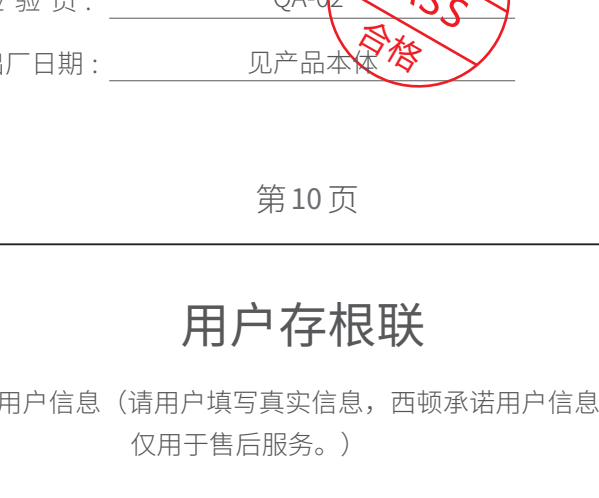 验 员： QA-02
出厂日期： 见产品本体
合格
第 10 页
用户存根联
用户信息（请用户填写真实信息，西顿承诺用户信息
仅用于售后服务。）